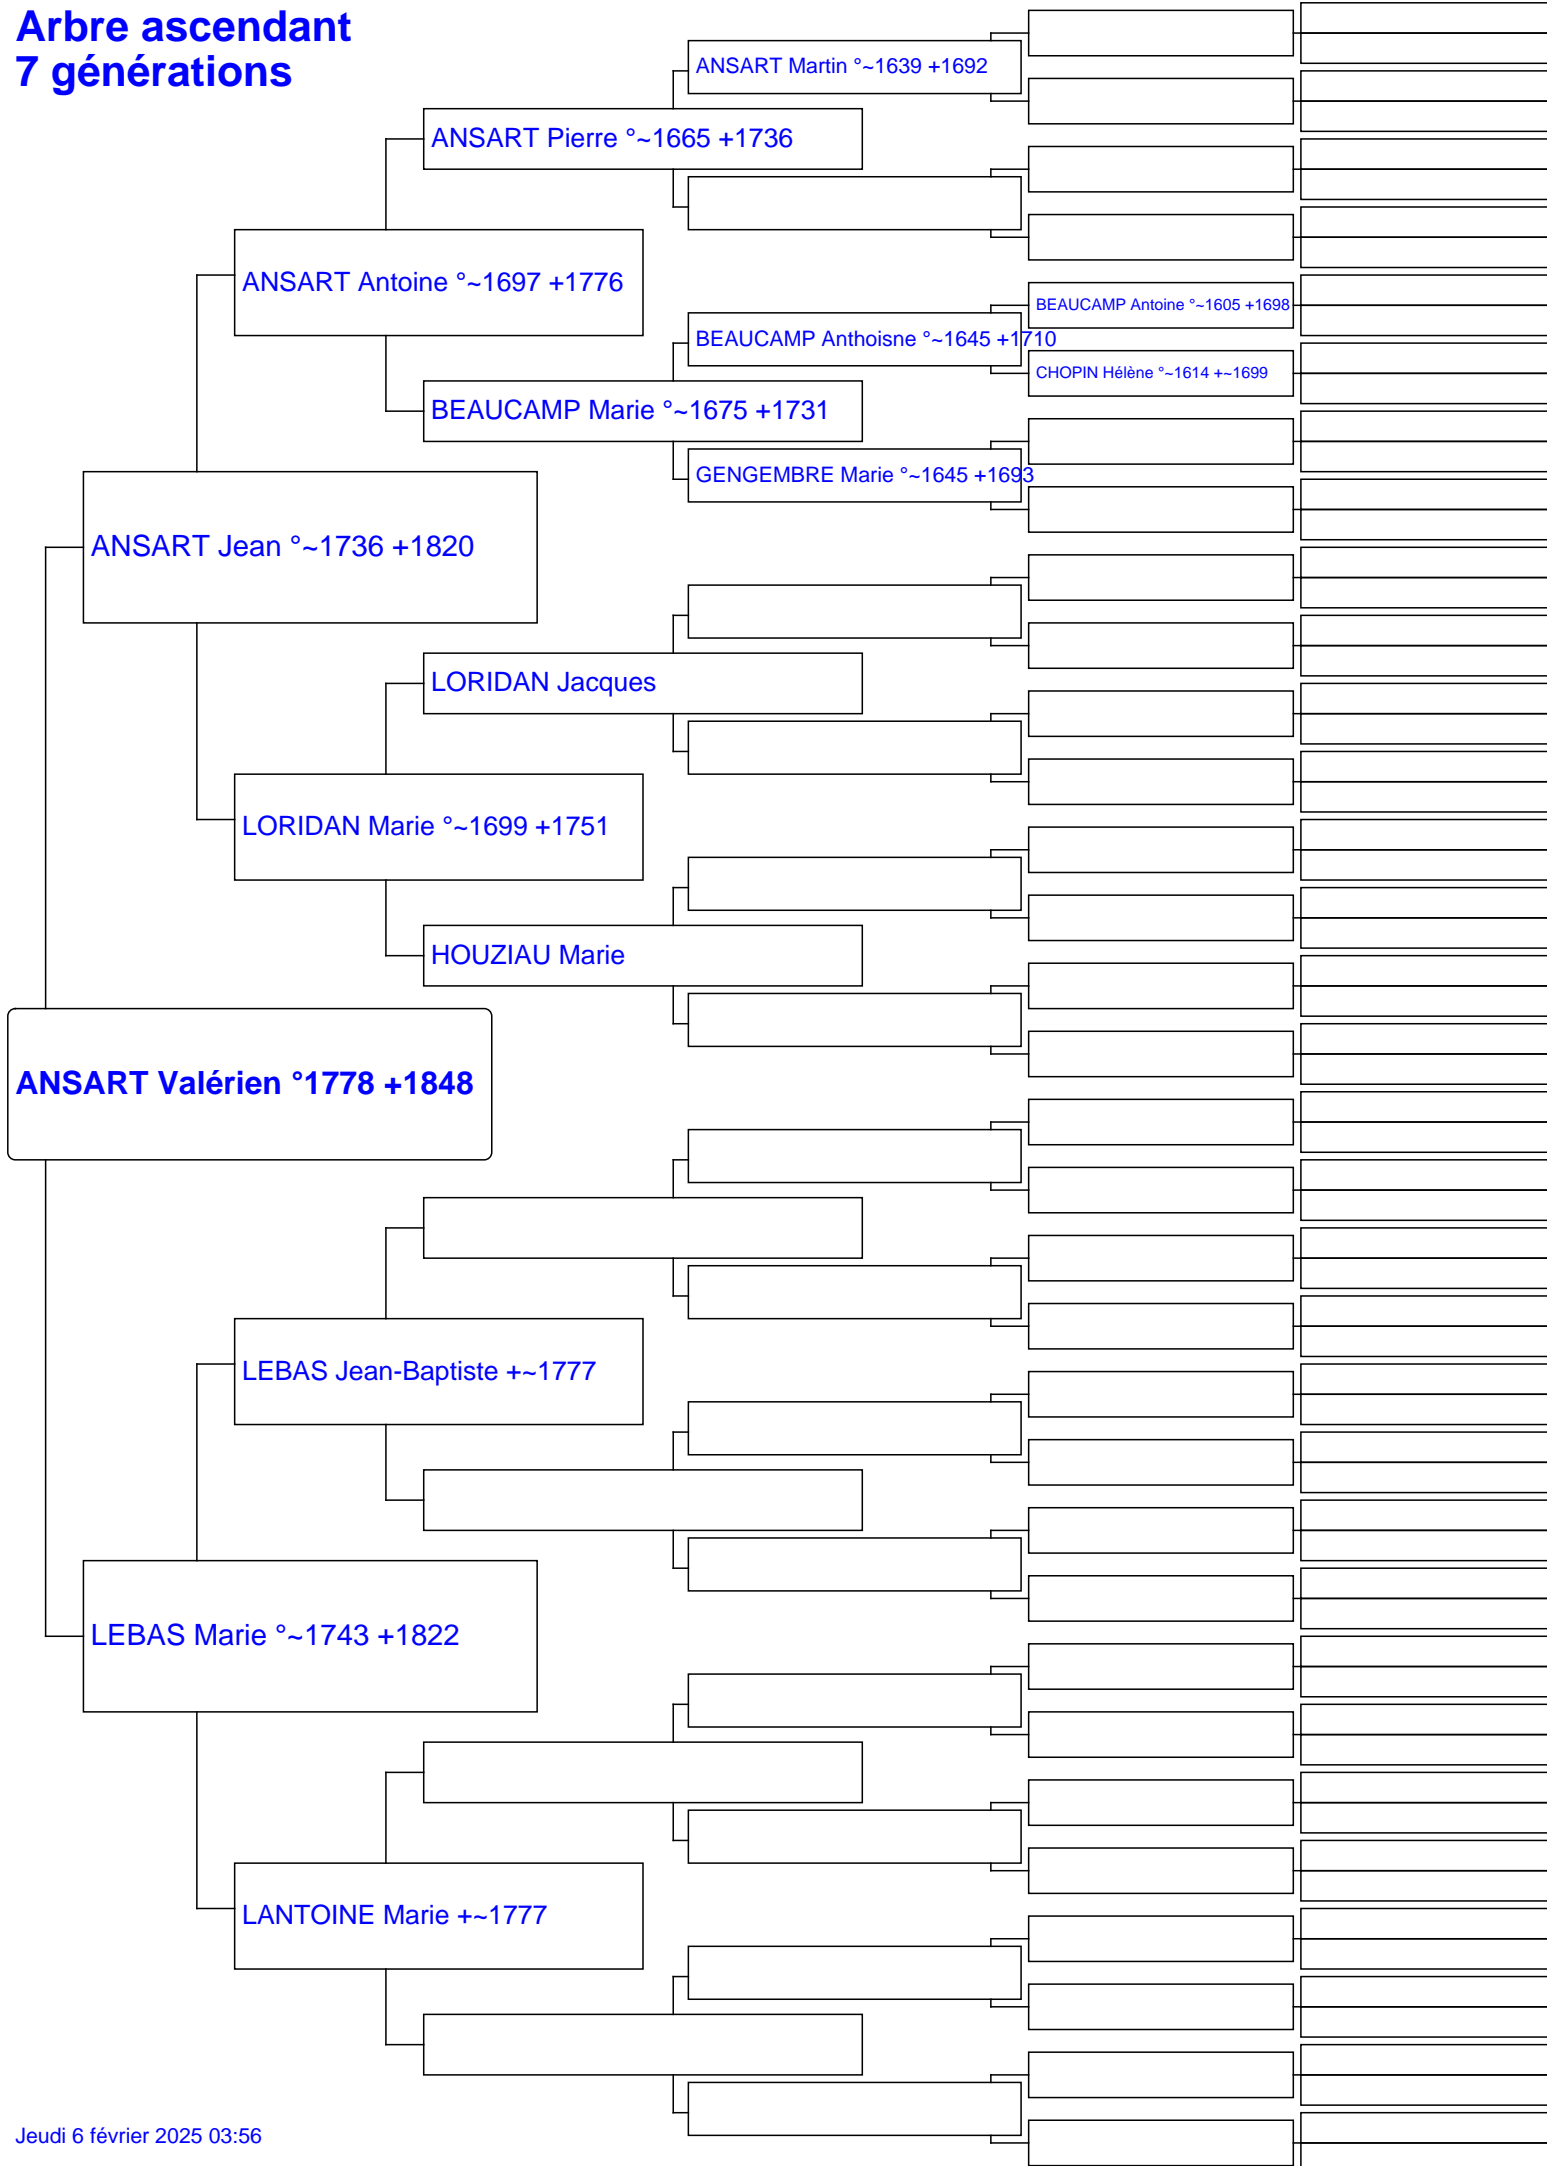 Arbre ascendant
7 générations
ANSART Martin °~1639 +1692
ANSART Pierre °~1665 +1736
ANSART Antoine °~1697 +1776
BEAUCAMP Antoine °~1605 +1698
BEAUCAMP Anthoisne °~1645 +1710
CHOPIN Hélène °~1614 +~1699
BEAUCAMP Marie °~1675 +1731
GENGEMBRE Marie °~1645 +1693
ANSART Jean °~1736 +1820
LORIDAN Jacques
LORIDAN Marie °~1699 +1751
HOUZIAU Marie
ANSART Valérien °1778 +1848
LEBAS Jean-Baptiste +~1777
LEBAS Marie °~1743 +1822
LANTOINE Marie +~1777
Jeudi 6 février 2025 03:56